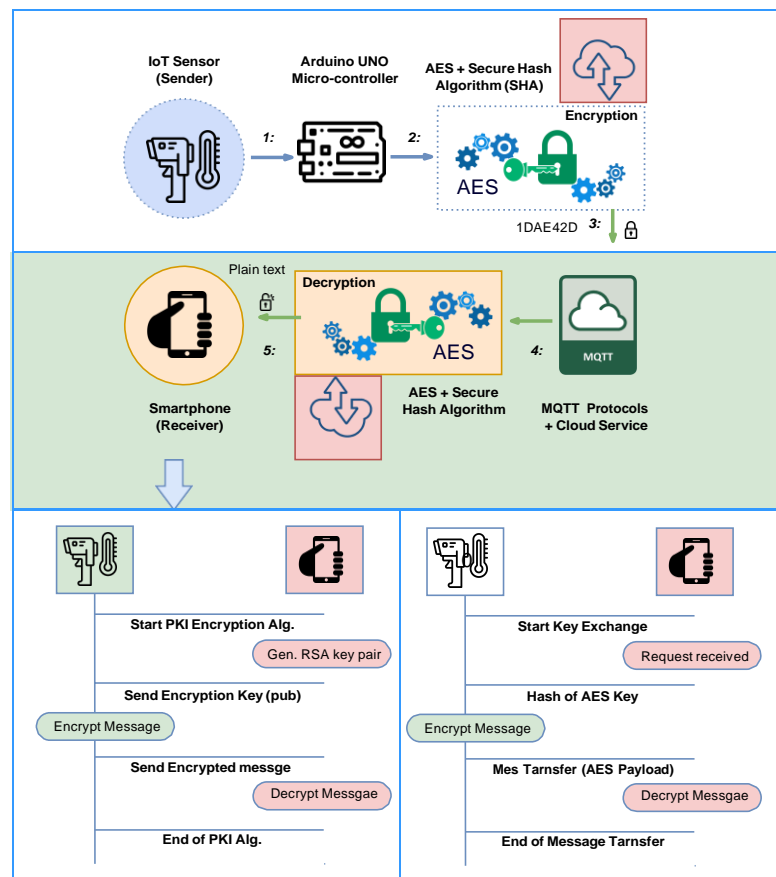 IoT Sensor
(Sender)
Arduino UNO
Micro-controller
AES + Secure Hash
Algorithm (SHA)
Encryption
1:
2:
AES
1DAE42D
3:
Plain text
Decryption
AES
MQTT
5:
4:
Smartphone
(Receiver)
AES + Secure
Hash Algorithm
MQTT Protocols
+ Cloud Service
Start PKI Encryption Alg.
Gen. RSA key pair
Send Encryption Key (pub)
Encrypt Message
Send Encrypted messge
Decrypt Messgae
End of PKI Alg.
Start Key Exchange
Request received
Hash of AES Key
Encrypt Message
Mes Tarnsfer (AES Payload)
Decrypt Messgae
End of Message Tarnsfer